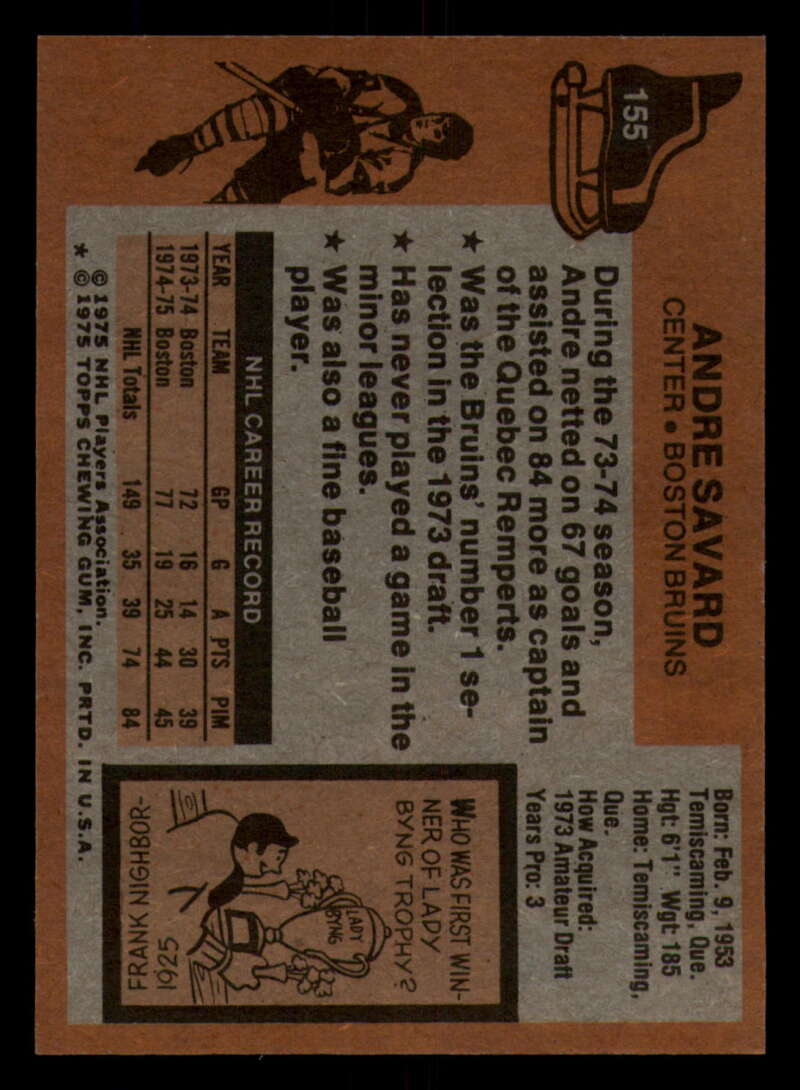 155
ANDRE SAVARD
CENTER • BOSTON BRUINS
Born: Feb. 9, 1953
Temiscaming, Que.
Hgt: 6'1" Wgt: 185
Home: Temiscaming,
Que.
How Acquired:
1973 Amateur Draft
Years Pro: 3
During the 73-74 season,
Andre netted on 67 goals and
assisted on 84 more as captain
of the Quebec Remperts.
★ Was the Bruins' number 1 se-
lection in the 1973 draft.
★ Has never played a game in the
minor leagues.
★ Was also a fine baseball
player.
NHL CAREER RECORD
YEAR TEAM GP G A PTS PIM
1973-74 Boston 72 16 14 30 39
1974-75 Boston 77 19 25 44 45
NHL Totals 149 35 39 74 84
© 1975 NHL Players Association.
* © 1975 TOPPS CHEWING GUM, INC. PRTD. IN U.S.A.
WHO WAS FIRST WIN-
NER OF LADY
BYNG TROPHY?
LADY
BYNG
FRANK NIGHBOR-
1925